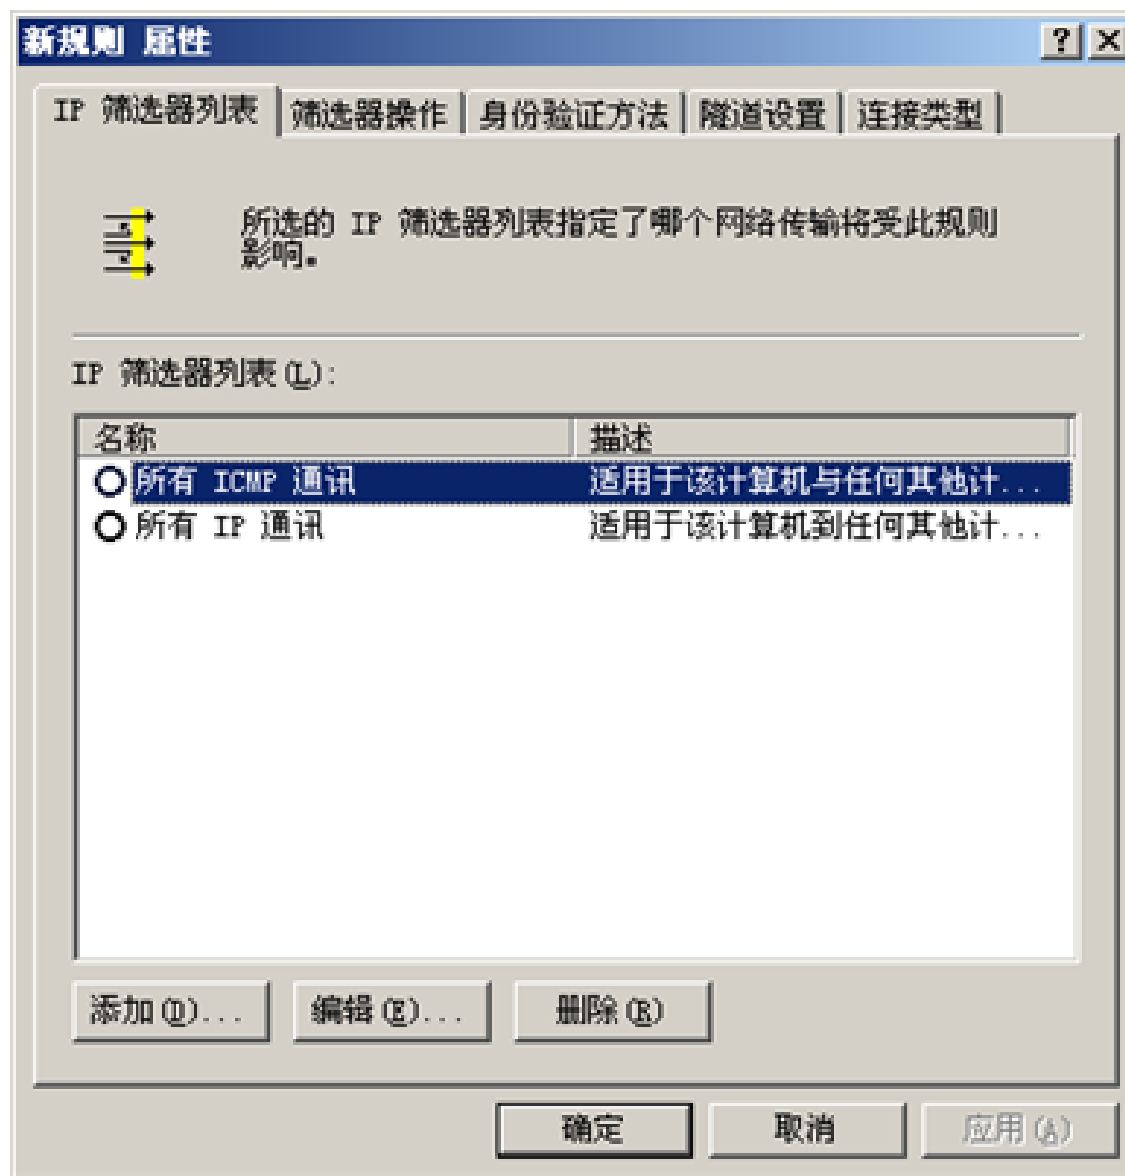 新规则 属性
IP 筛选器列表 筛选器操作 身份验证方法 隧道设置 连接类型
所选的 IP 筛选器列表指定了哪个网络传输将受此规则
影响。
IP 筛选器列表(L):
名称 描述
所有 ICMP 通讯 适用于该计算机与任何其他计...
所有 IP 通讯 适用于该计算机到任何其他计...
添加(D)... 编辑(E)... 删除(R)
确定 取消 应用(A)